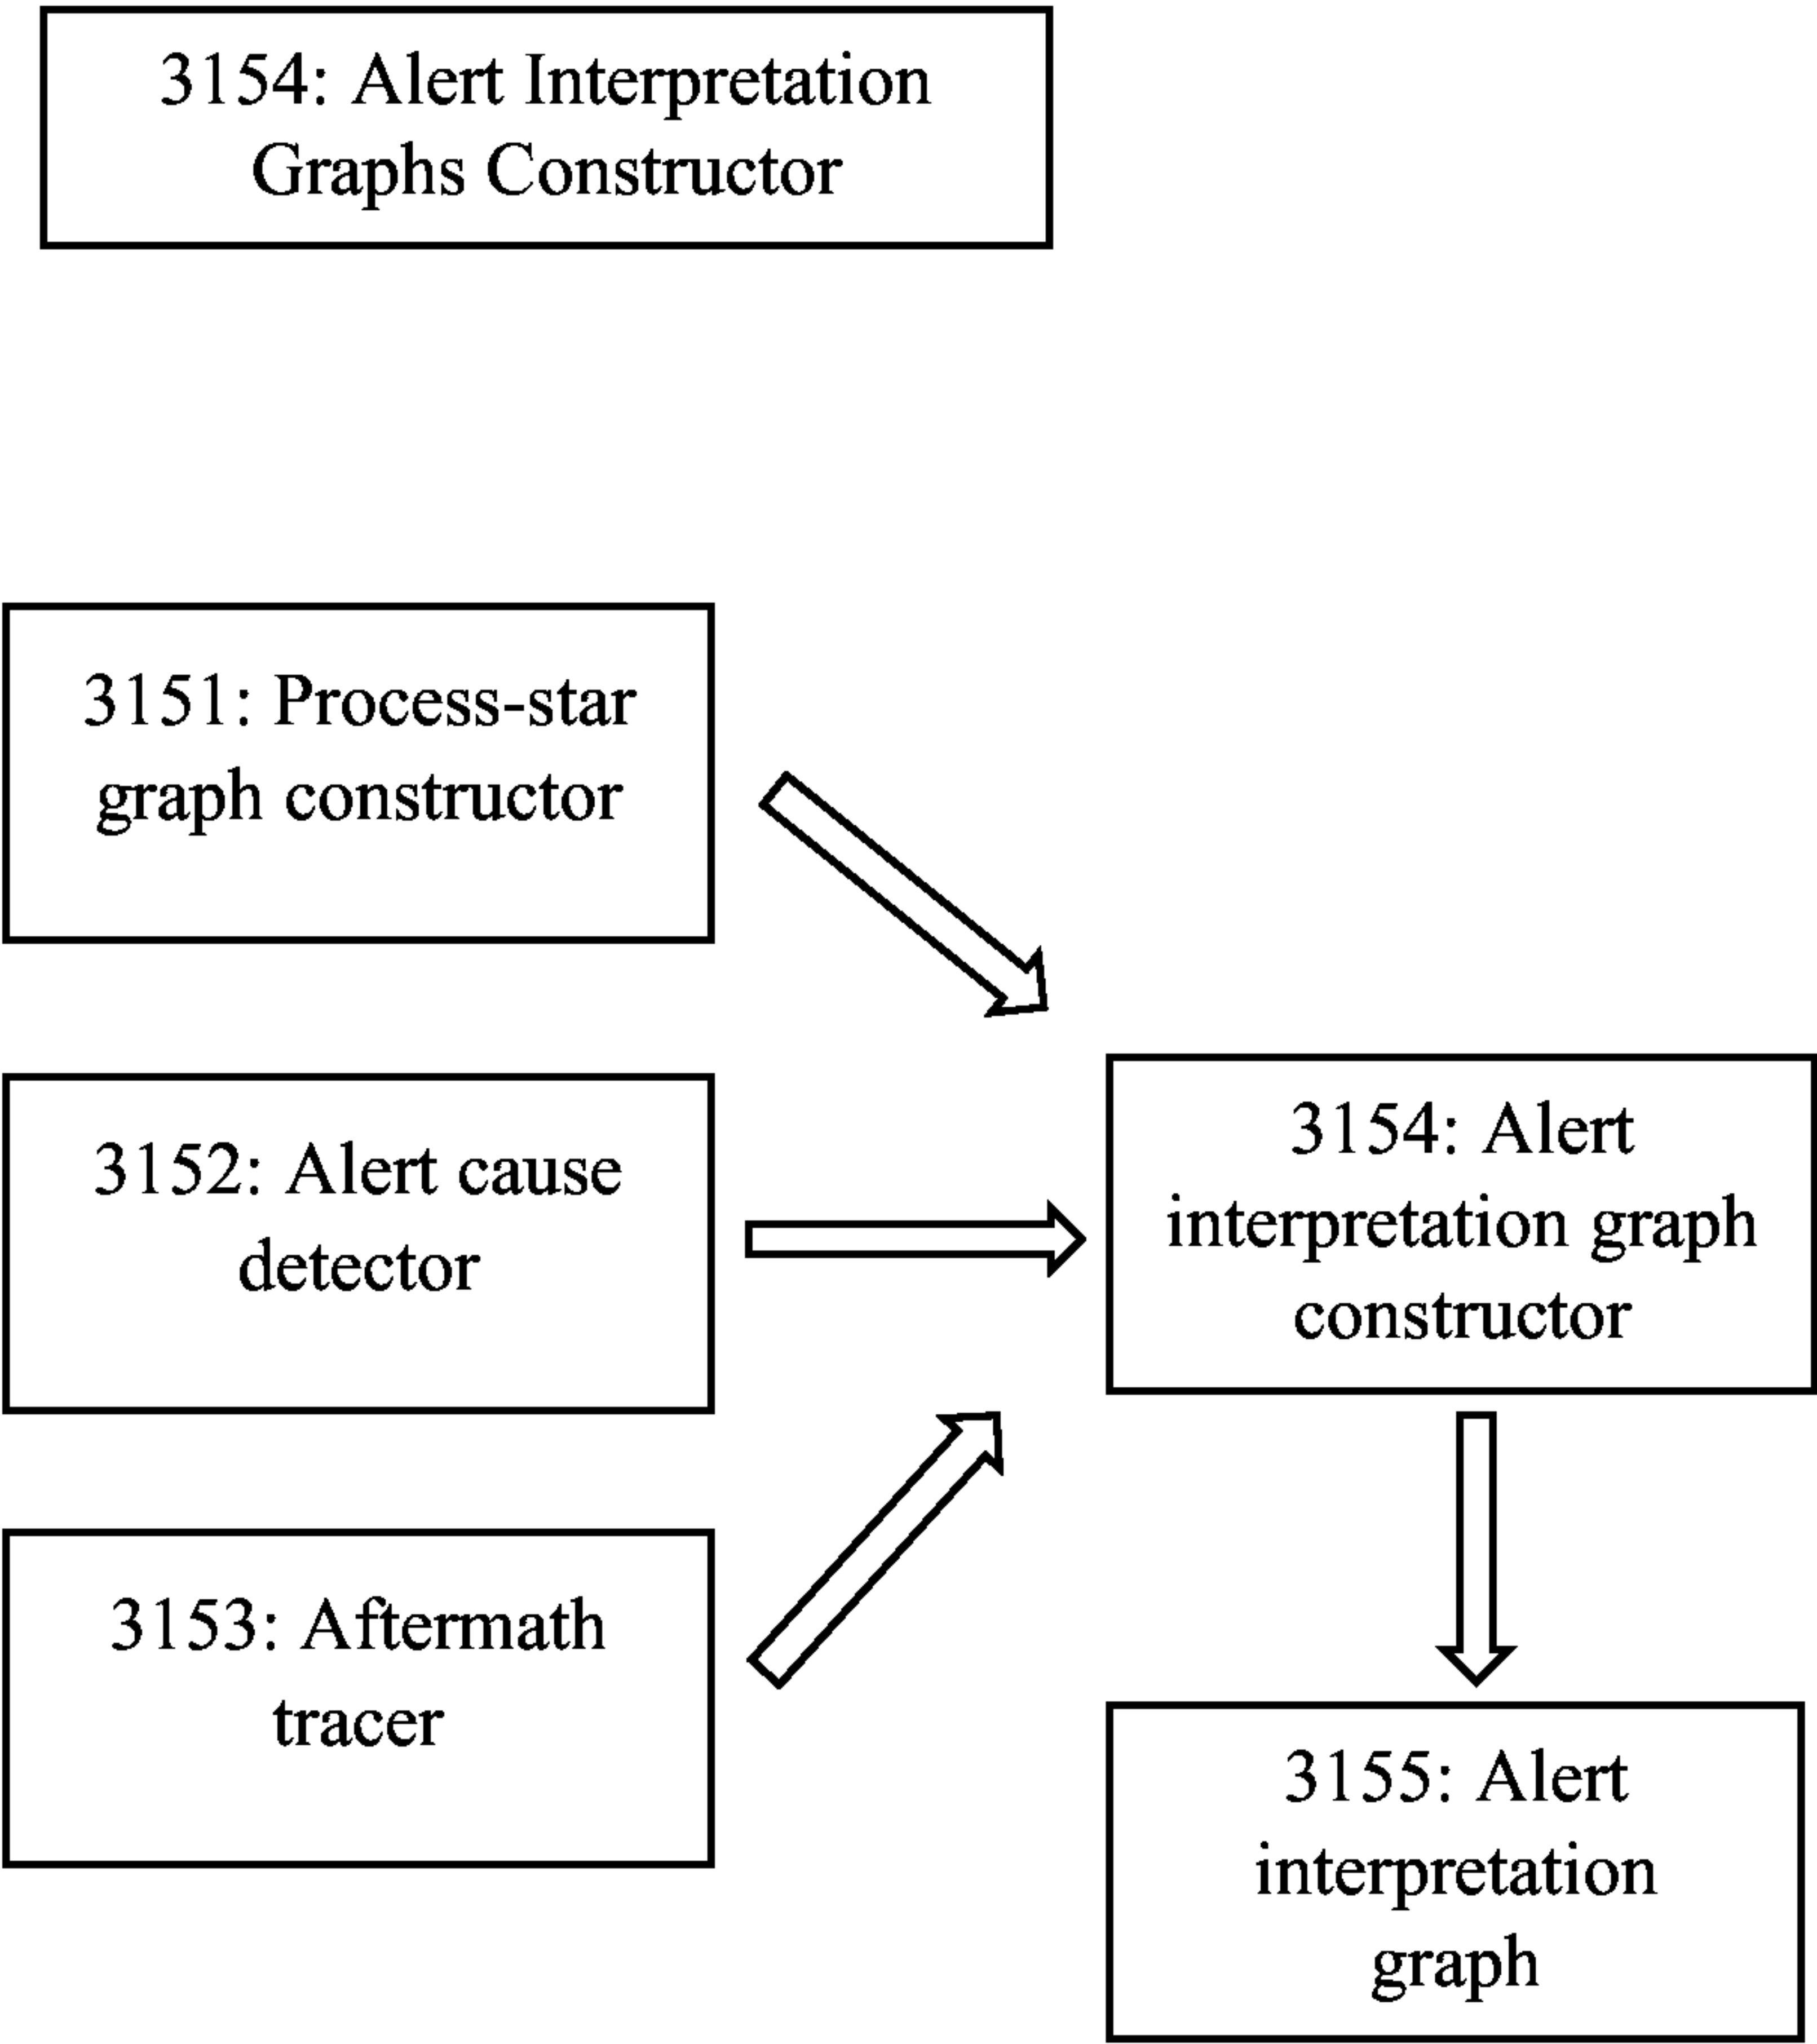 3154: Alert Interpretation
Graphs Constructor
3151: Process-star
graph constructor
3152: Alert cause
detector
3153: Aftermath
tracer
3154: Alert
interpretation graph
constructor
3155: Alert
interpretation
graph